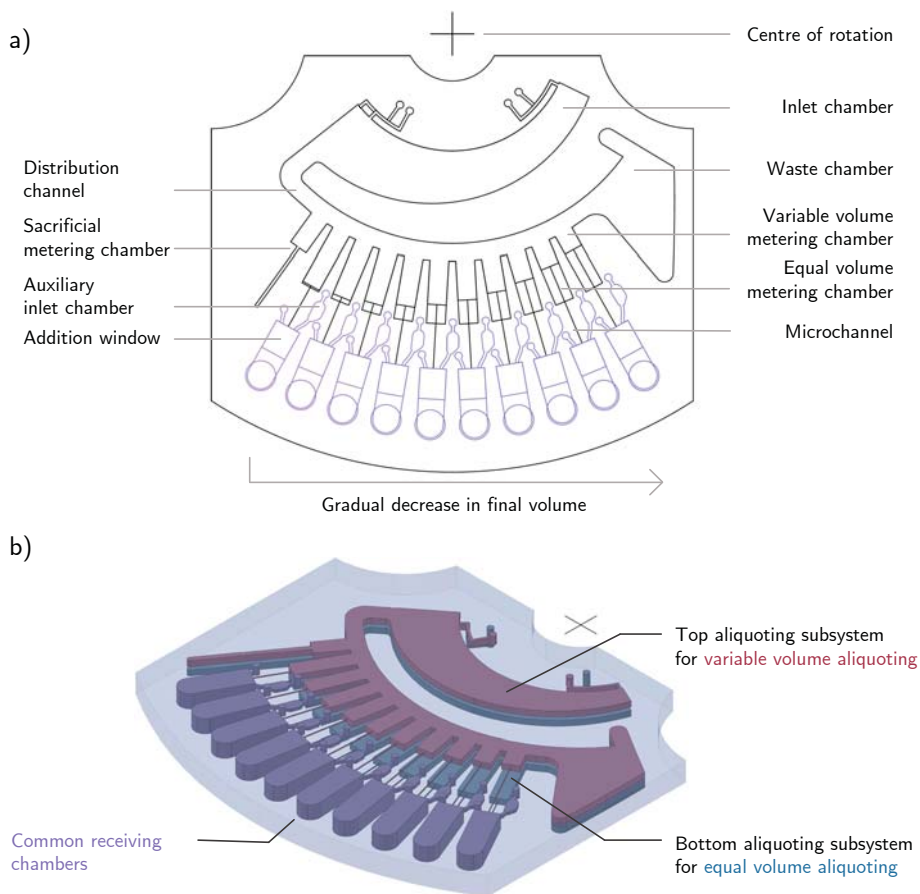 a)
Centre of rotation
Inlet chamber
Distribution
channel
Waste chamber
Sacrificial
metering chamber
Variable volume
metering chamber
Auxiliary
inlet chamber
Equal volume
metering chamber
Addition window
Microchannel
Gradual decrease in final volume
b)
Top aliquoting subsystem
for variable volume aliquoting
Common receiving
chambers
Bottom aliquoting subsystem
for equal volume aliquoting